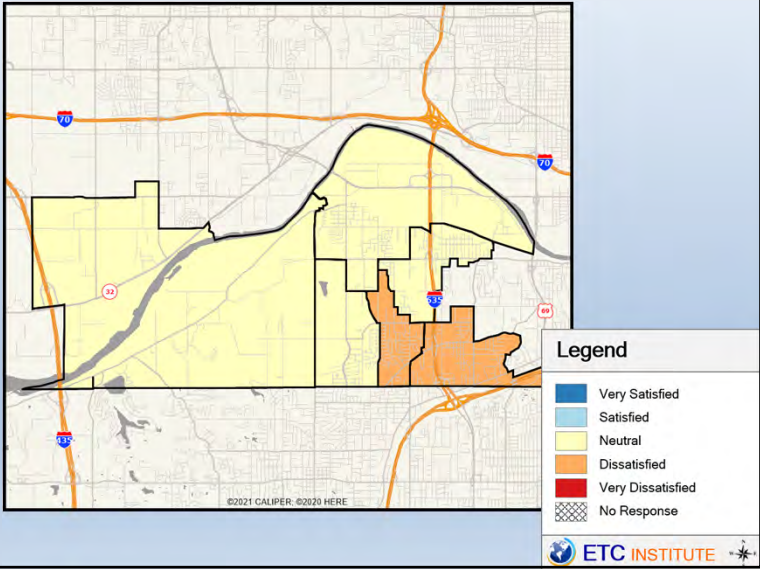 70
70
32
635
69
435
©2021 CALIPER; ©2020 HERE
Legend
Very Satisfied
Satisfied
Neutral
Dissatisfied
Very Dissatisfied
No Response
ETC INSTITUTE